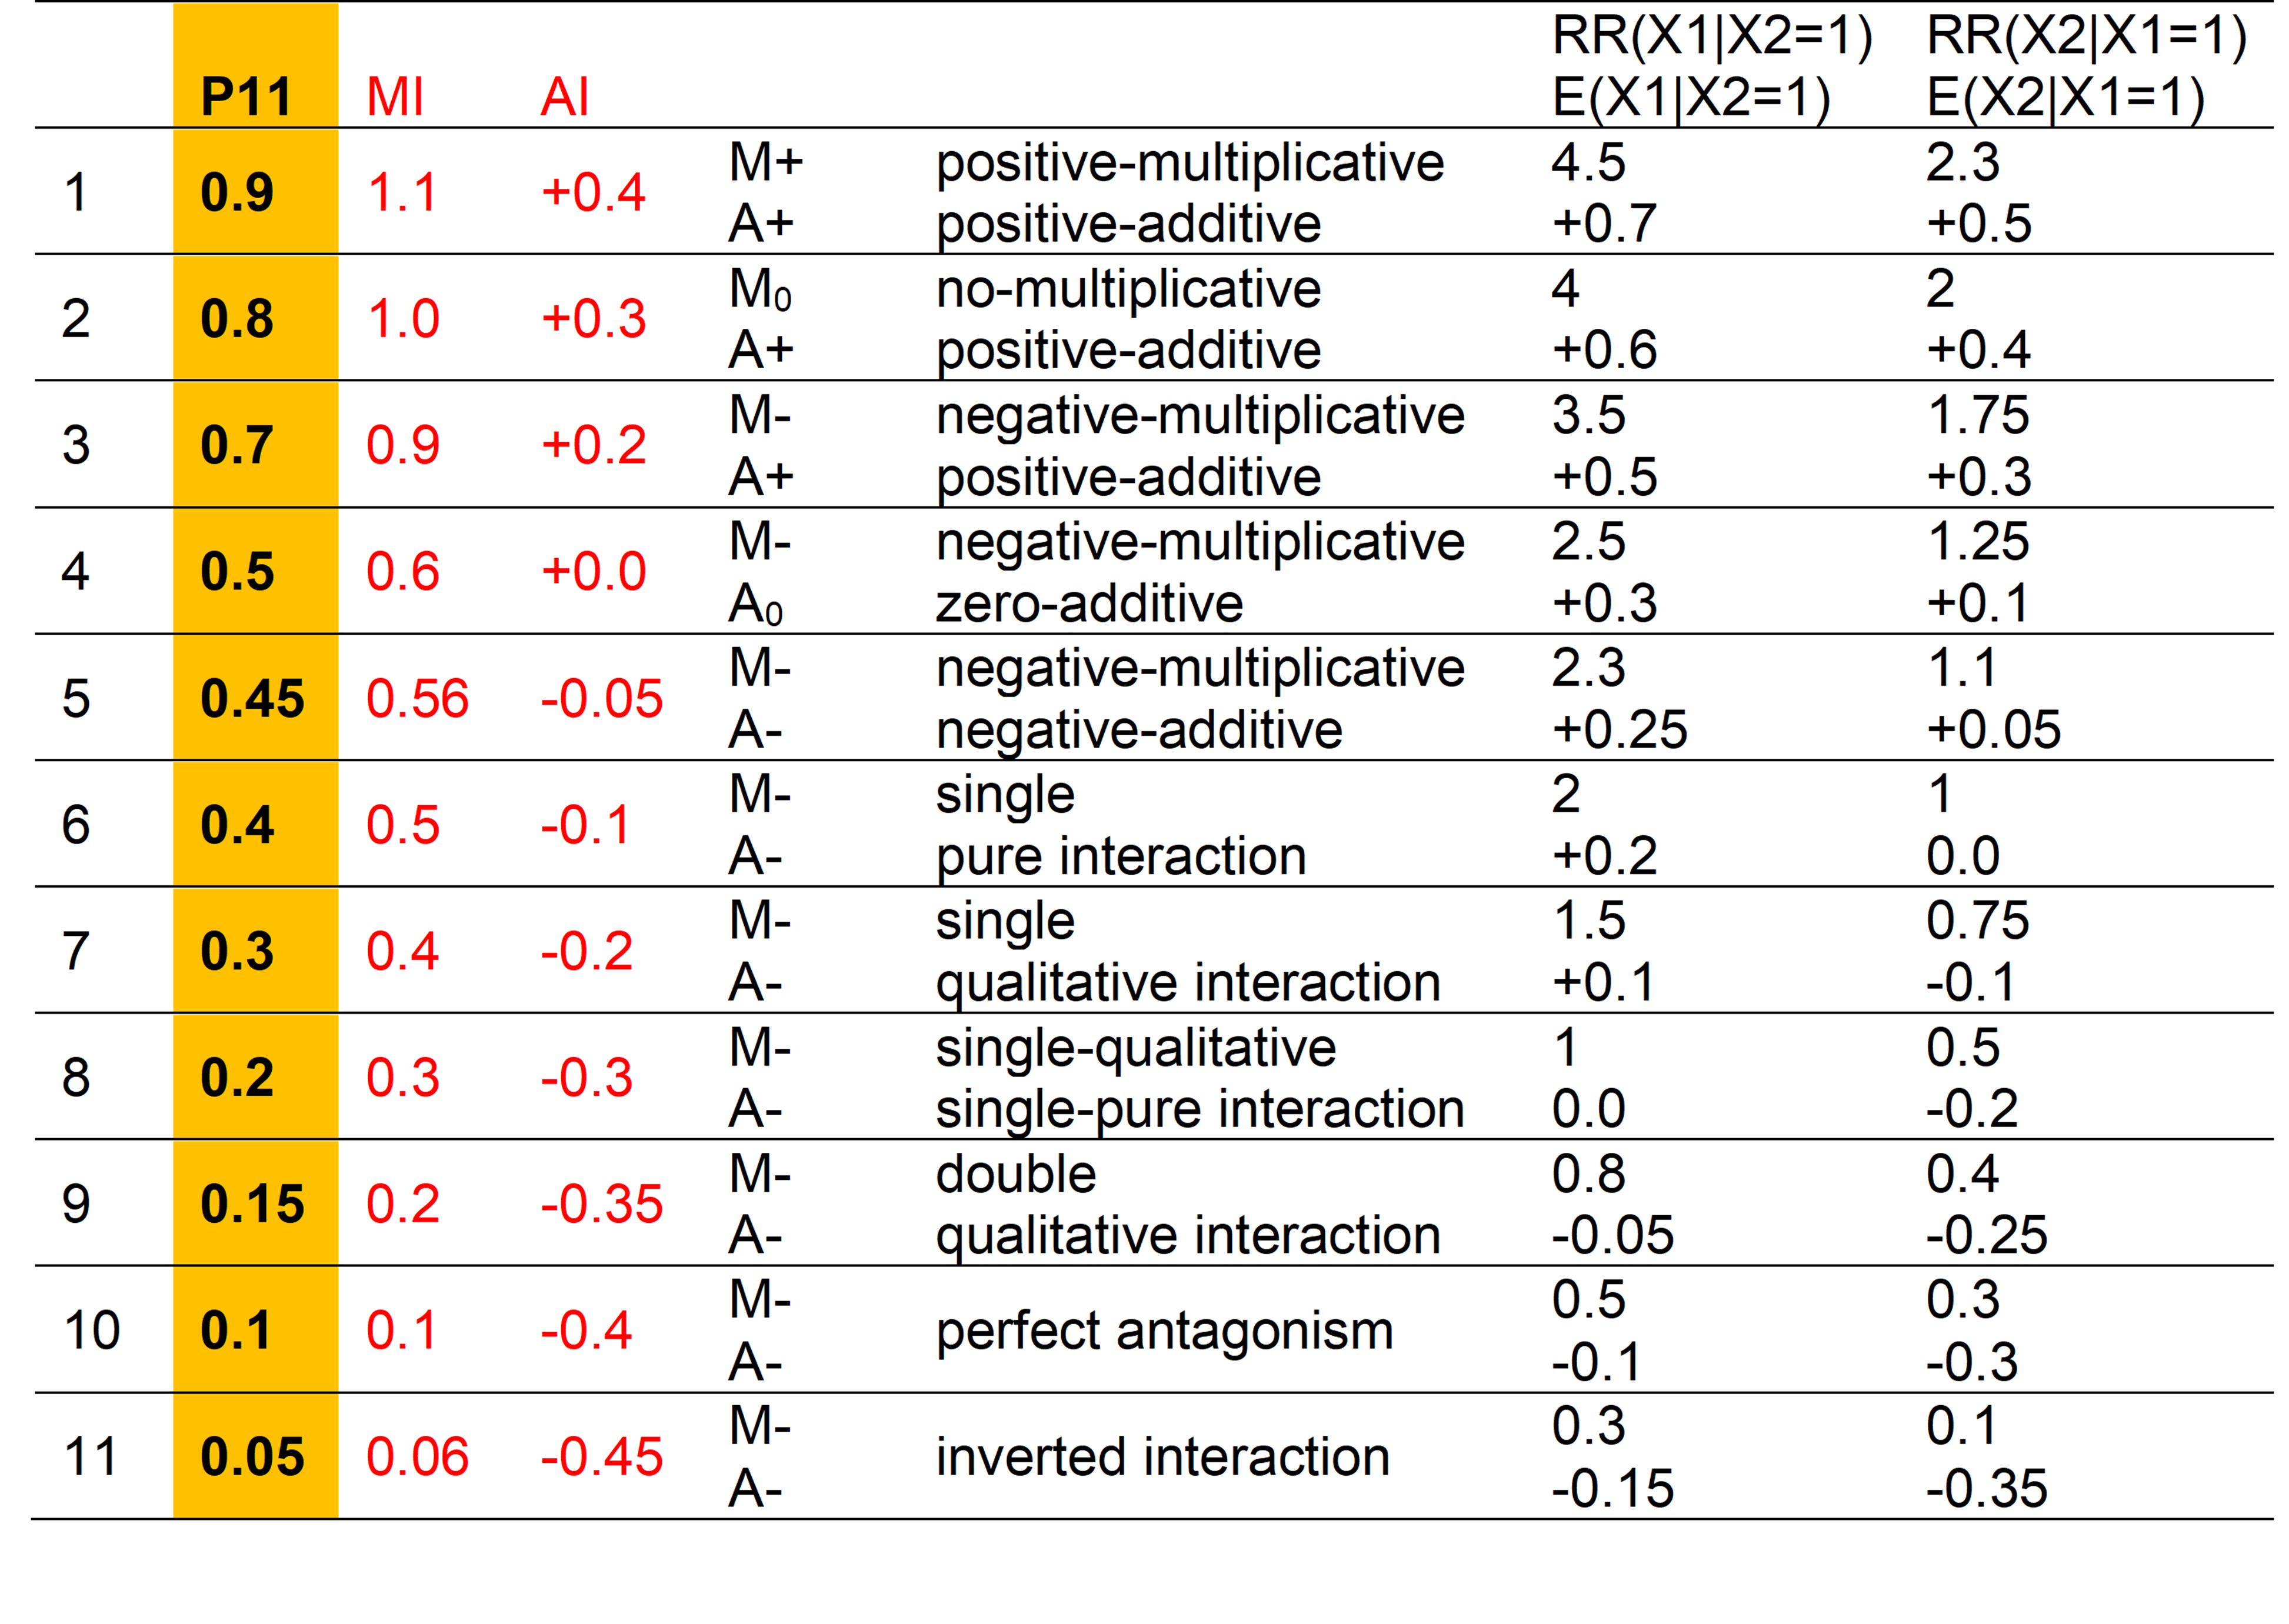 RR(X1|X2=1) RR(X2|X1=1)
P11 MI AI E(X1|X2=1) E(X2|X1=1)
M+ positive-multiplicative 4.5 2.3
1 0.9 1.1 +0.4
A+ positive-additive +0.7 +0.5
M₀ no-multiplicative 4 2
2 0.8 1.0 +0.3
A+ positive-additive +0.6 +0.4
M- negative-multiplicative 3.5 1.75
3 0.7 0.9 +0.2
A+ positive-additive +0.5 +0.3
M- negative-multiplicative 2.5 1.25
4 0.5 0.6 +0.0
A₀ zero-additive +0.3 +0.1
M- negative-multiplicative 2.3 1.1
5 0.45 0.56 -0.05
A- negative-additive +0.25 +0.05
M- single 2 1
6 0.4 0.5 -0.1
A- pure interaction +0.2 0.0
M- single 1.5 0.75
7 0.3 0.4 -0.2
A- qualitative interaction +0.1 -0.1
M- single-qualitative 1 0.5
8 0.2 0.3 -0.3
A- single-pure interaction 0.0 -0.2
M- double 0.8 0.4
9 0.15 0.2 -0.35
A- qualitative interaction -0.05 -0.25
M- 0.5 0.3
10 0.1 0.1 -0.4 perfect antagonism
A- -0.1 -0.3
M- 0.3 0.1
11 0.05 0.06 -0.45 inverted interaction
A- -0.15 -0.35